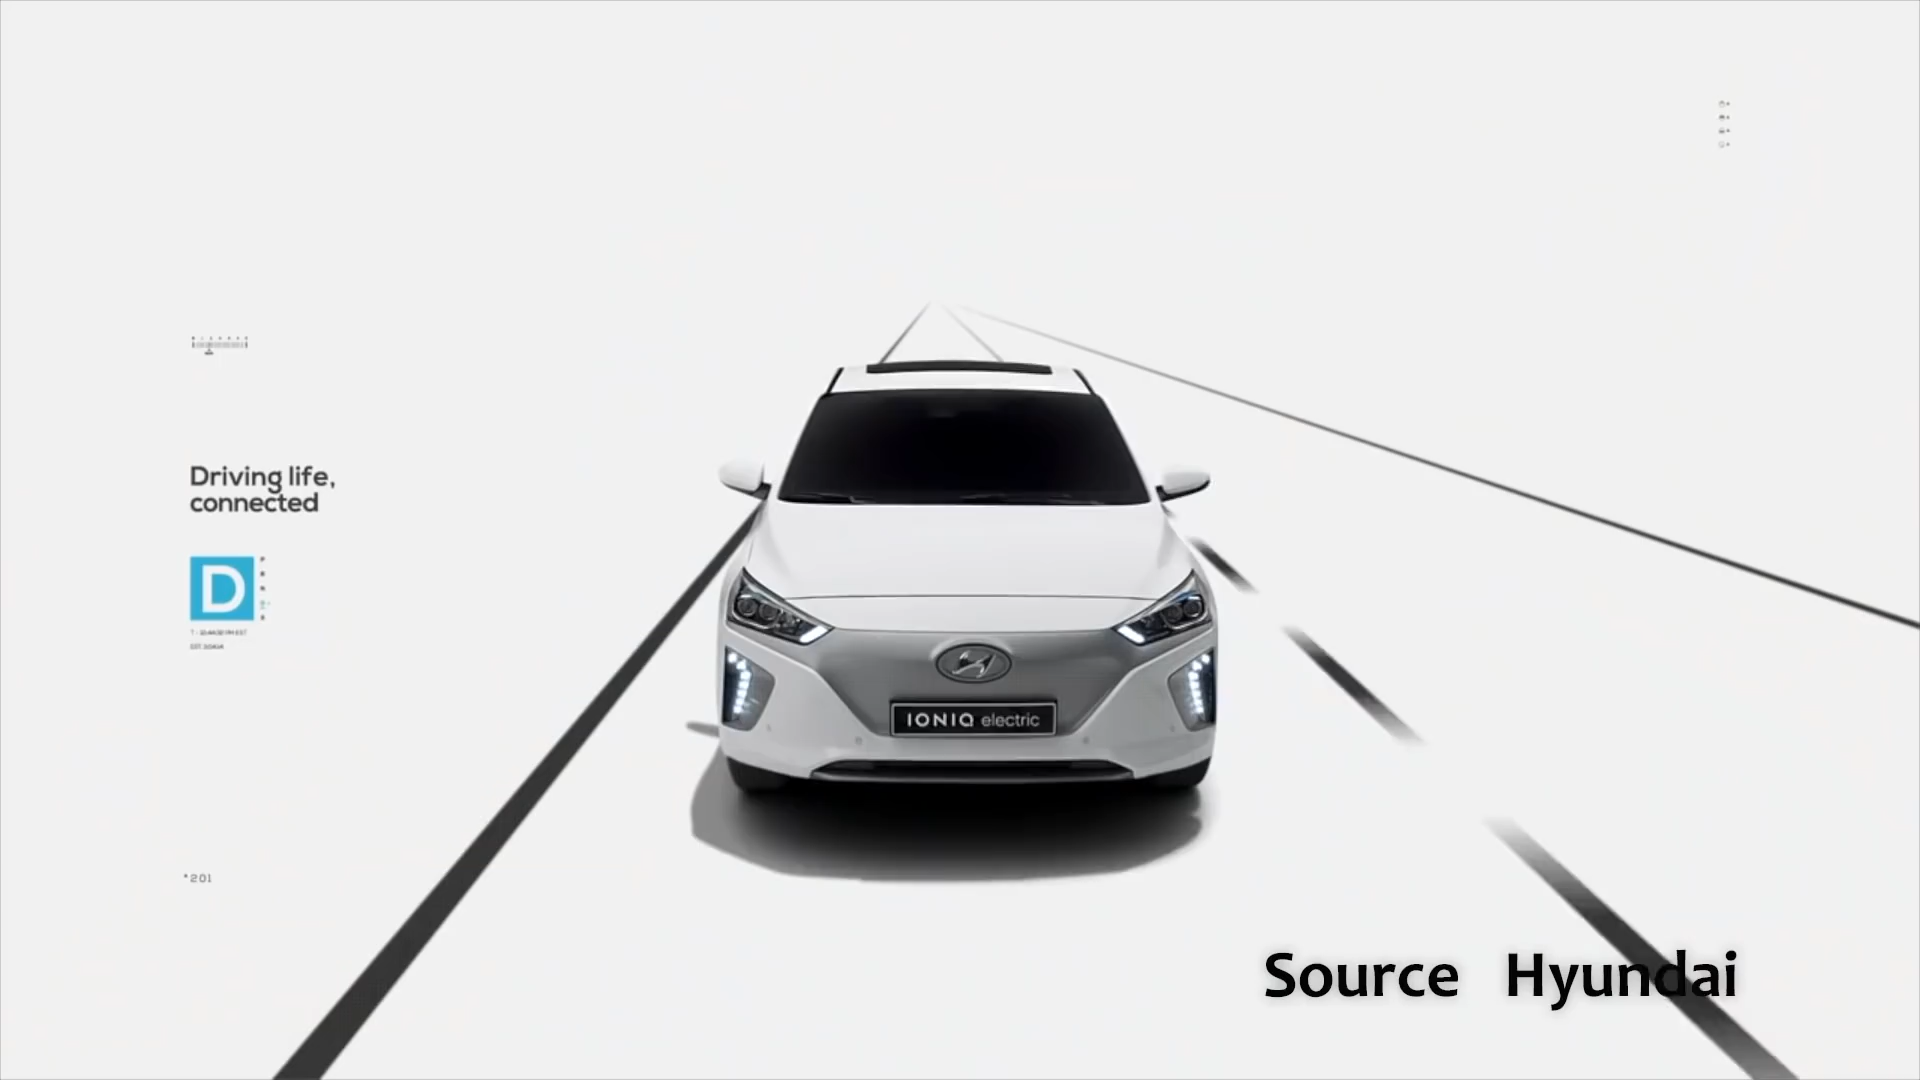 Driving life,
connected
D
IONIQ electric
*201
Source Hyundai